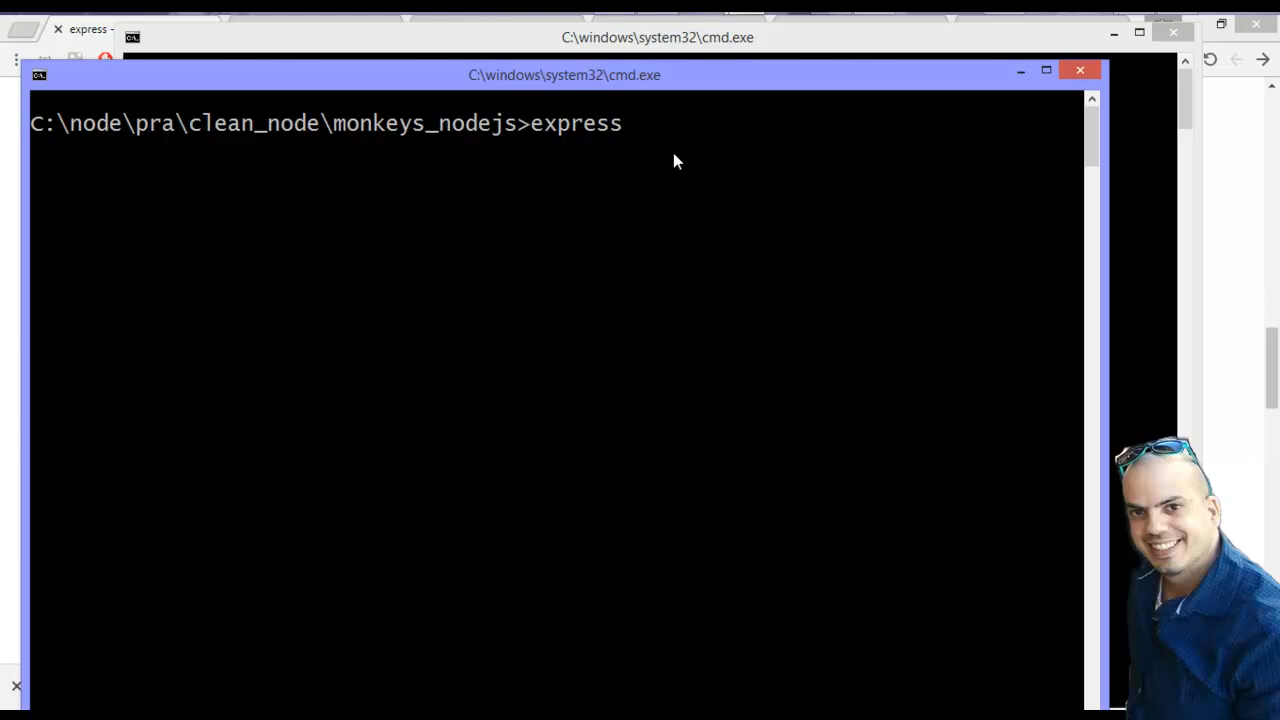 express -
C:\windows\system32\cmd.exe
C:\windows\system32\cmd.exe
C:\node\pra\clean_node\monkeys_nodejs>express